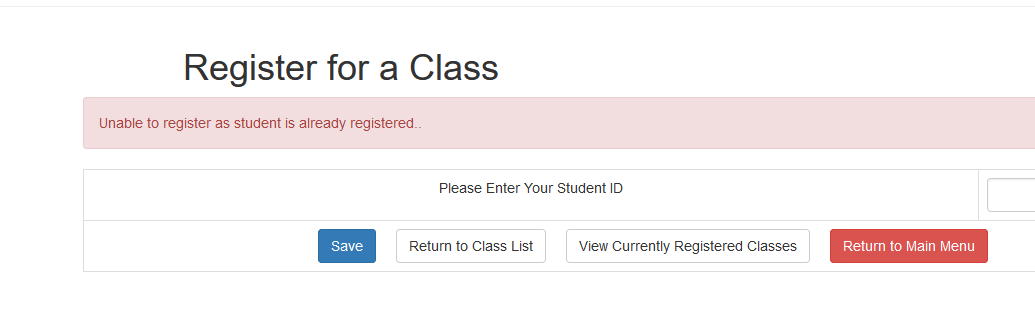 Register for a Class
Unable to register as student is already registered..
Please Enter Your Student ID
Save Return to Class List View Currently Registered Classes Return to Main Menu